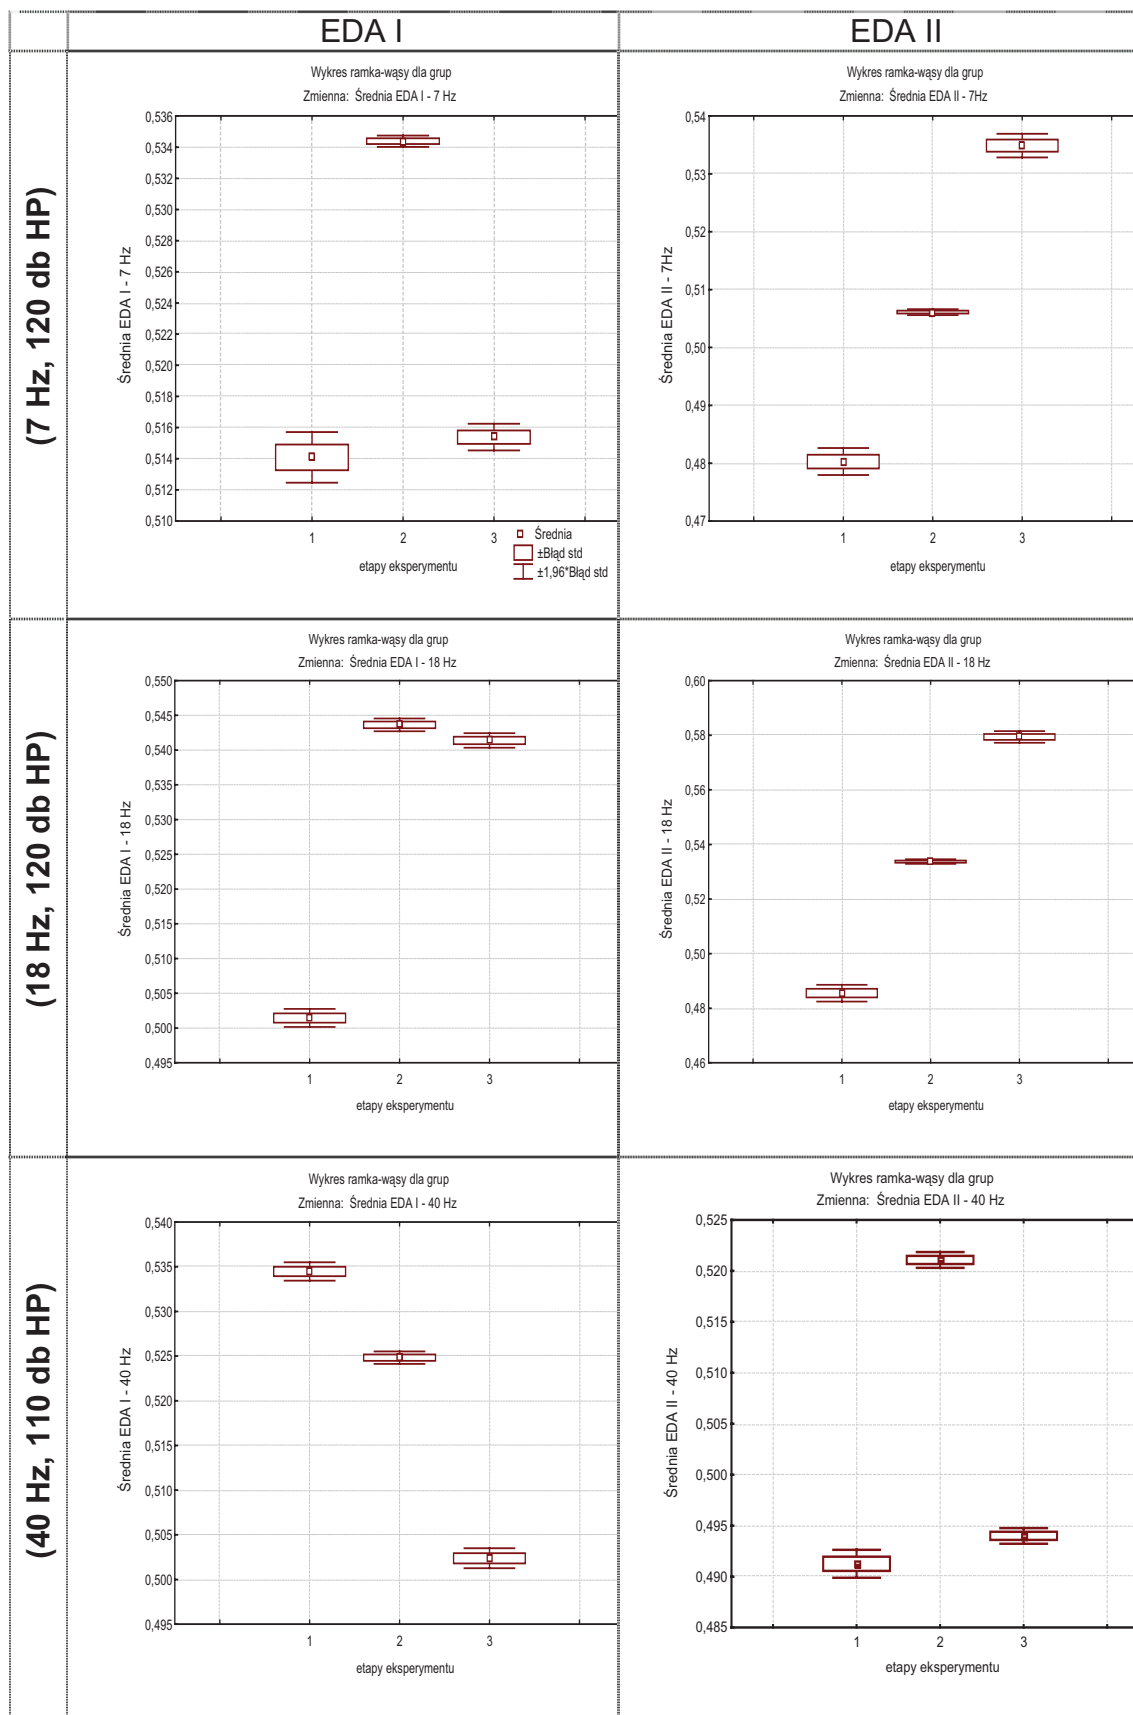 EDA I
EDA II
(7 Hz, 120 db HP)
Wykres ramka-wąsy dla grup
Zmienna: Średnia EDA I - 7 Hz
0,536
0,534
0,532
0,530
0,528
0,526
0,524
0,522
0,520
0,518
0,516
0,514
0,512
0,510
Średnia EDA I - 7 Hz
1 2 3
etapy eksperymentu
Średnia
±Błąd std
±1,96*Błąd std
Wykres ramka-wąsy dla grup
Zmienna: Średnia EDA II - 7Hz
0,54
0,53
0,52
0,51
0,50
0,49
0,48
0,47
Średnia EDA II - 7Hz
1 2 3
etapy eksperymentu
(18 Hz, 120 db HP)
Wykres ramka-wąsy dla grup
Zmienna: Średnia EDA I - 18 Hz
0,550
0,545
0,540
0,535
0,530
0,525
0,520
0,515
0,510
0,505
0,500
0,495
Średnia EDA I - 18 Hz
1 2 3
etapy eksperymentu
Wykres ramka-wąsy dla grup
Zmienna: Średnia EDA II - 18 Hz
0,60
0,58
0,56
0,54
0,52
0,50
0,48
0,46
Średnia EDA II - 18 Hz
1 2 3
etapy eksperymentu
(40 Hz, 110 db HP)
Wykres ramka-wąsy dla grup
Zmienna: Średnia EDA I - 40 Hz
0,540
0,535
0,530
0,525
0,520
0,515
0,510
0,505
0,500
0,495
Średnia EDA I - 40 Hz
1 2 3
etapy eksperymentu
Wykres ramka-wąsy dla grup
Zmienna: Średnia EDA II - 40 Hz
0,525
0,520
0,515
0,510
0,505
0,500
0,495
0,490
0,485
Średnia EDA II - 40 Hz
1 2 3
etapy eksperymentu